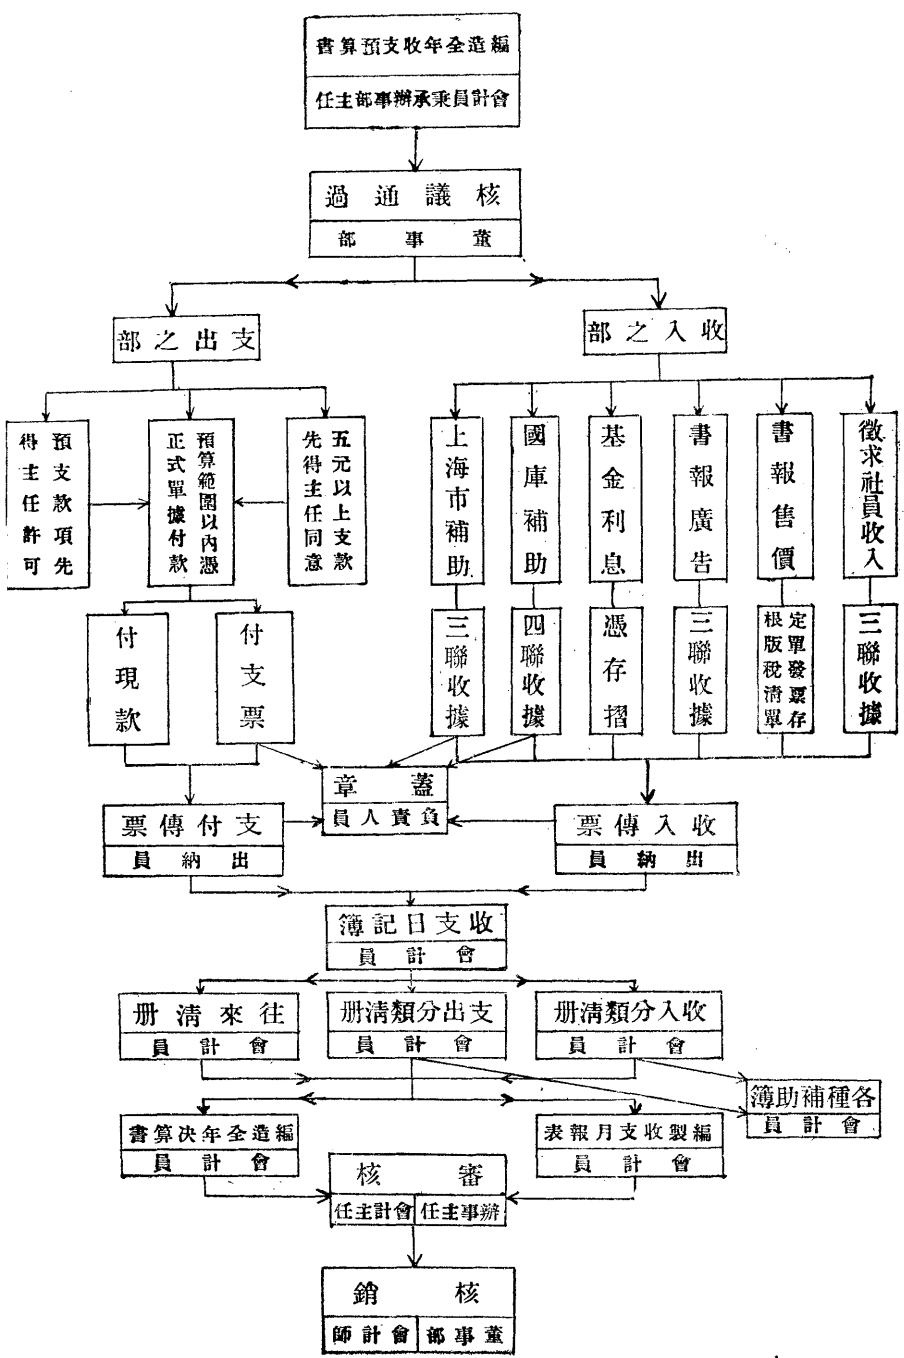 編造全年收支預算書
會計員秉承辦事部主任
核議通過
董事部
收入之部
支出之部
徵求社員收入
書報售價
書報廣告
基金利息
國庫補助
上海市補助
五元以上支款
先得主任同意
預算範圍以內憑
正式單據付款
預支款項先
得主任許可
三聯收據
定單發票存
根版稅清單
三聯收據
憑存摺
四聯收據
三聯收據
付支票
付現款
蓋章
負責人員
收入傳票
出納員
支付傳票
出納員
收支日記簿
會計員
收入分類清册
會計員
支出分類清册
會計員
往來清册
會計員
各種補助簿
會計員
編製收支月報表
會計員
編造全年決算書
會計員
審核
辦事主任
會計主任
核銷
董事部
會計師